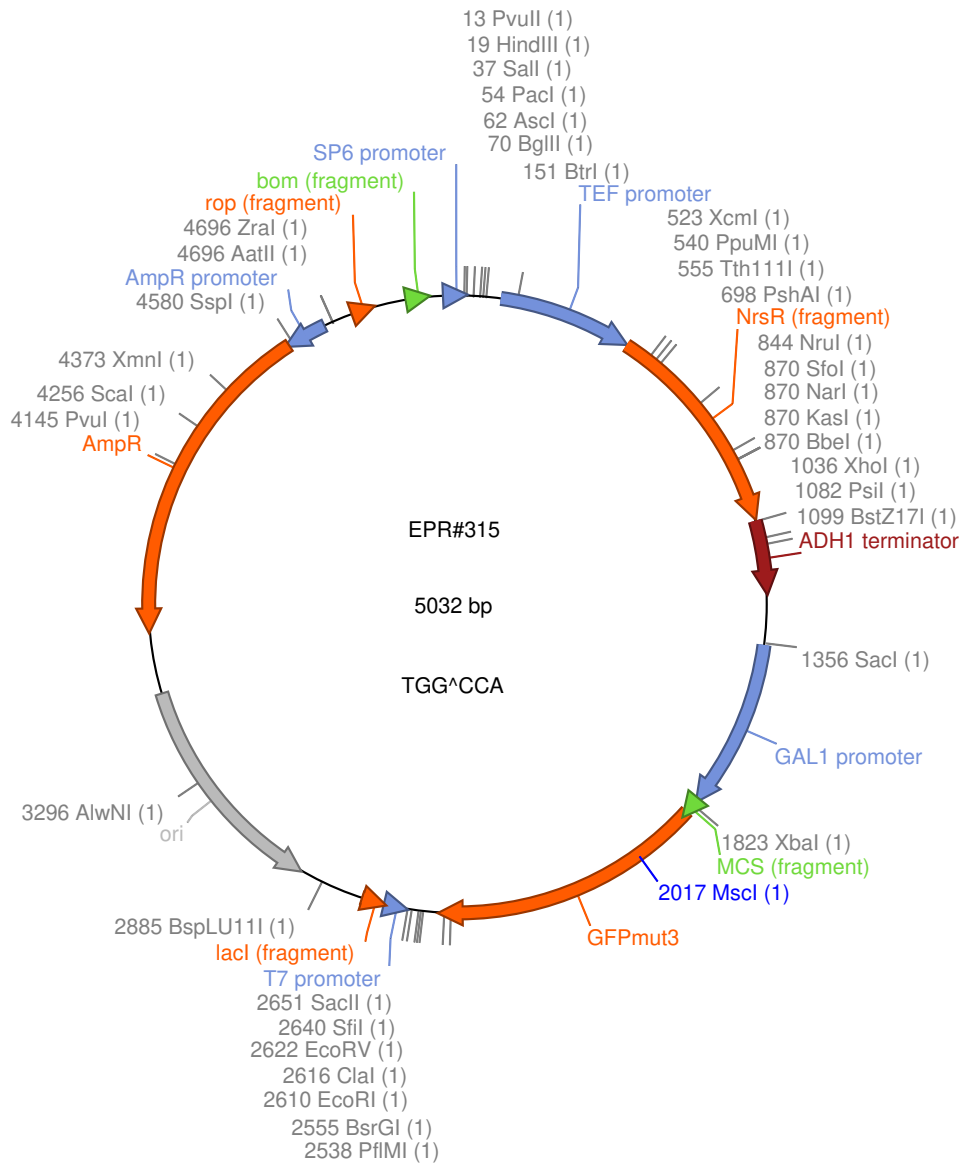 13 PvuII (1)
19 HindIII (1)
37 SalI (1)
54 PacI (1)
62 AscI (1)
70 BglII (1)
151 BtrI (1)
TEF promoter
523 XcmI (1)
540 PpuMI (1)
555 Tth111I (1)
698 PshAI (1)
NrsR (fragment)
844 NruI (1)
870 SfoI (1)
870 NarI (1)
870 KasI (1)
870 BbeI (1)
1036 XhoI (1)
1082 PsiI (1)
1099 BstZ17I (1)
ADH1 terminator
1356 SacI (1)
GAL1 promoter
1823 XbaI (1)
MCS (fragment)
2017 MscI (1)
GFPmut3
2538 PflMI (1)
2555 BsrGI (1)
2610 EcoRI (1)
2616 ClaI (1)
2622 EcoRV (1)
2640 SfiI (1)
2651 SacII (1)
T7 promoter
lacI (fragment)
2885 BspLU11I (1)
ori
3296 AlwNI (1)
AmpR
4145 PvuI (1)
4256 ScaI (1)
4373 XmnI (1)
4580 SspI (1)
AmpR promoter
4696 AatII (1)
4696 ZraI (1)
rop (fragment)
bom (fragment)
SP6 promoter
EPR#315
5032 bp
TGG^CCA